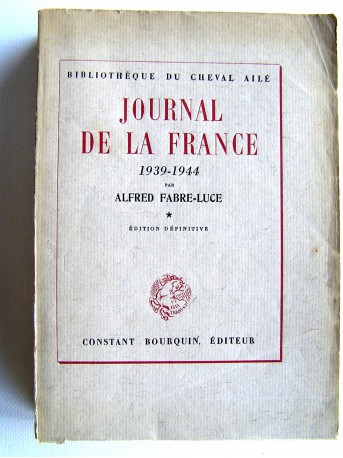 BIBLIOTHÈQUE DU CHEVAL AILÉ
JOURNAL
DE LA FRANCE
1939-1944
PAR
ALFRED FABRE-LUCE
★
ÉDITION DÉFINITIVE
CONSTANT BOURQUIN, ÉDITEUR